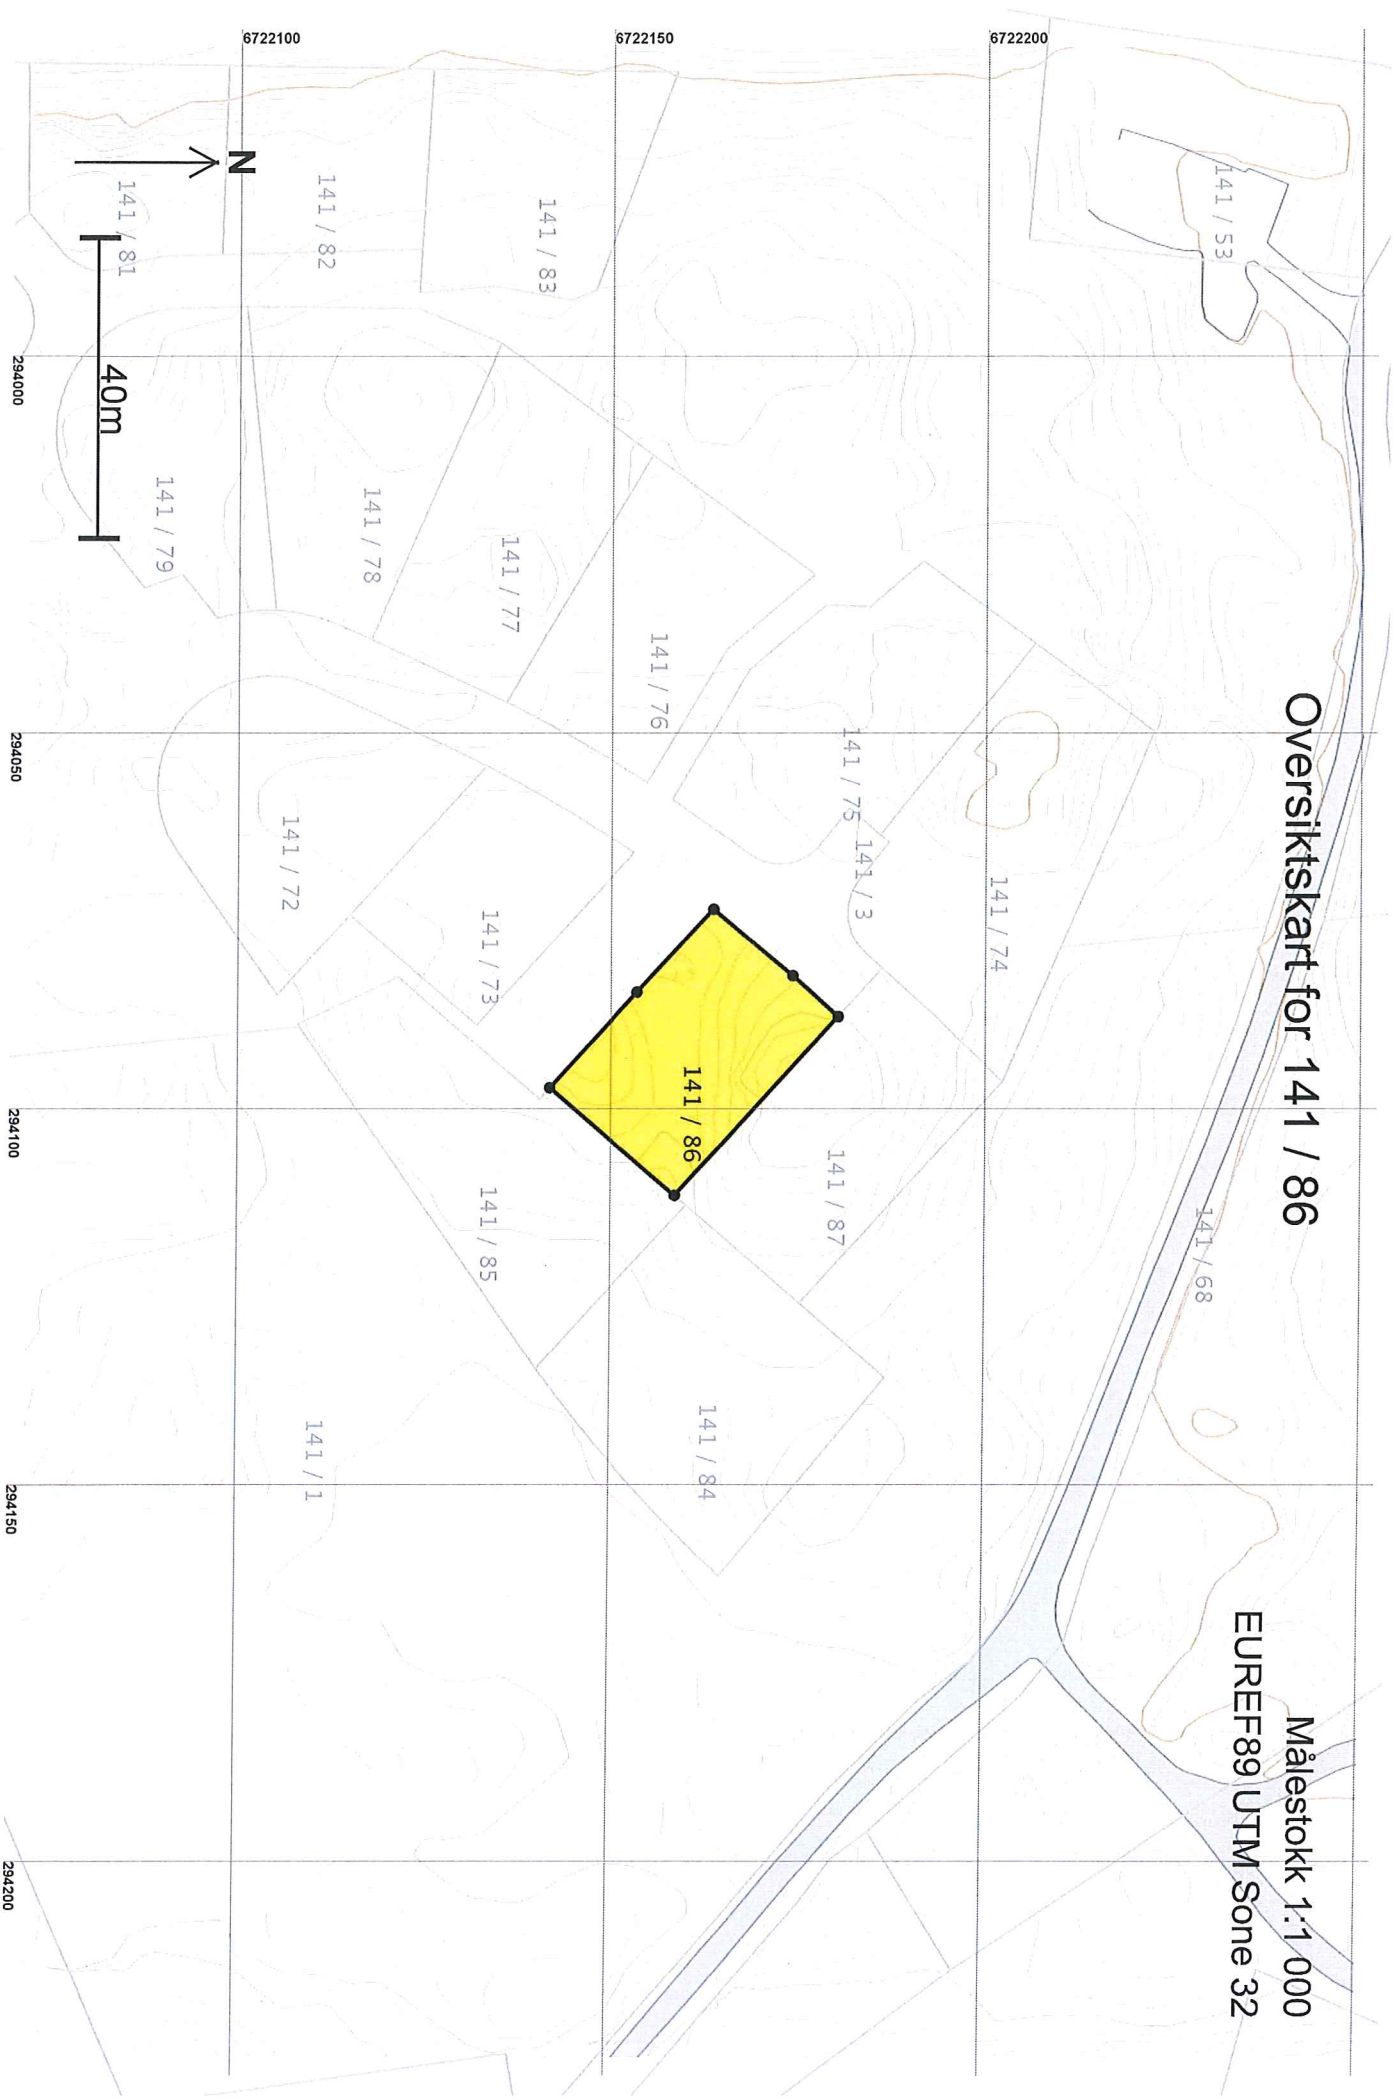 Oversiktskart for 141 / 86
Målestokk 1:1 000
EUREF89 UTM Sone 32
6722200
6722150
6722100
294000
294050
294100
294150
294200
N
40m
141 / 53
141 / 68
141 / 74
141 / 3
141 / 75
141 / 87
141 / 86
141 / 84
141 / 76
141 / 83
141 / 77
141 / 73
141 / 85
141 / 82
141 / 78
141 / 72
141 / 1
141 / 81
141 / 79